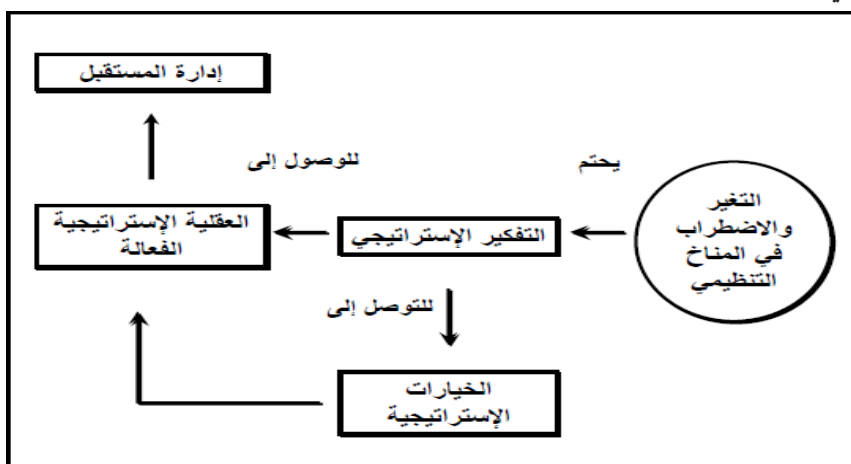 إدارة المستقبل
يحتم
للوصول إلى
التغير
والاضطراب
في المناخ
التنظيمي
التفكير الإستراتيجي
العقلية الإستراتيجية
الفعالة
للتوصل إلى
الخيارات
الإستراتيجية